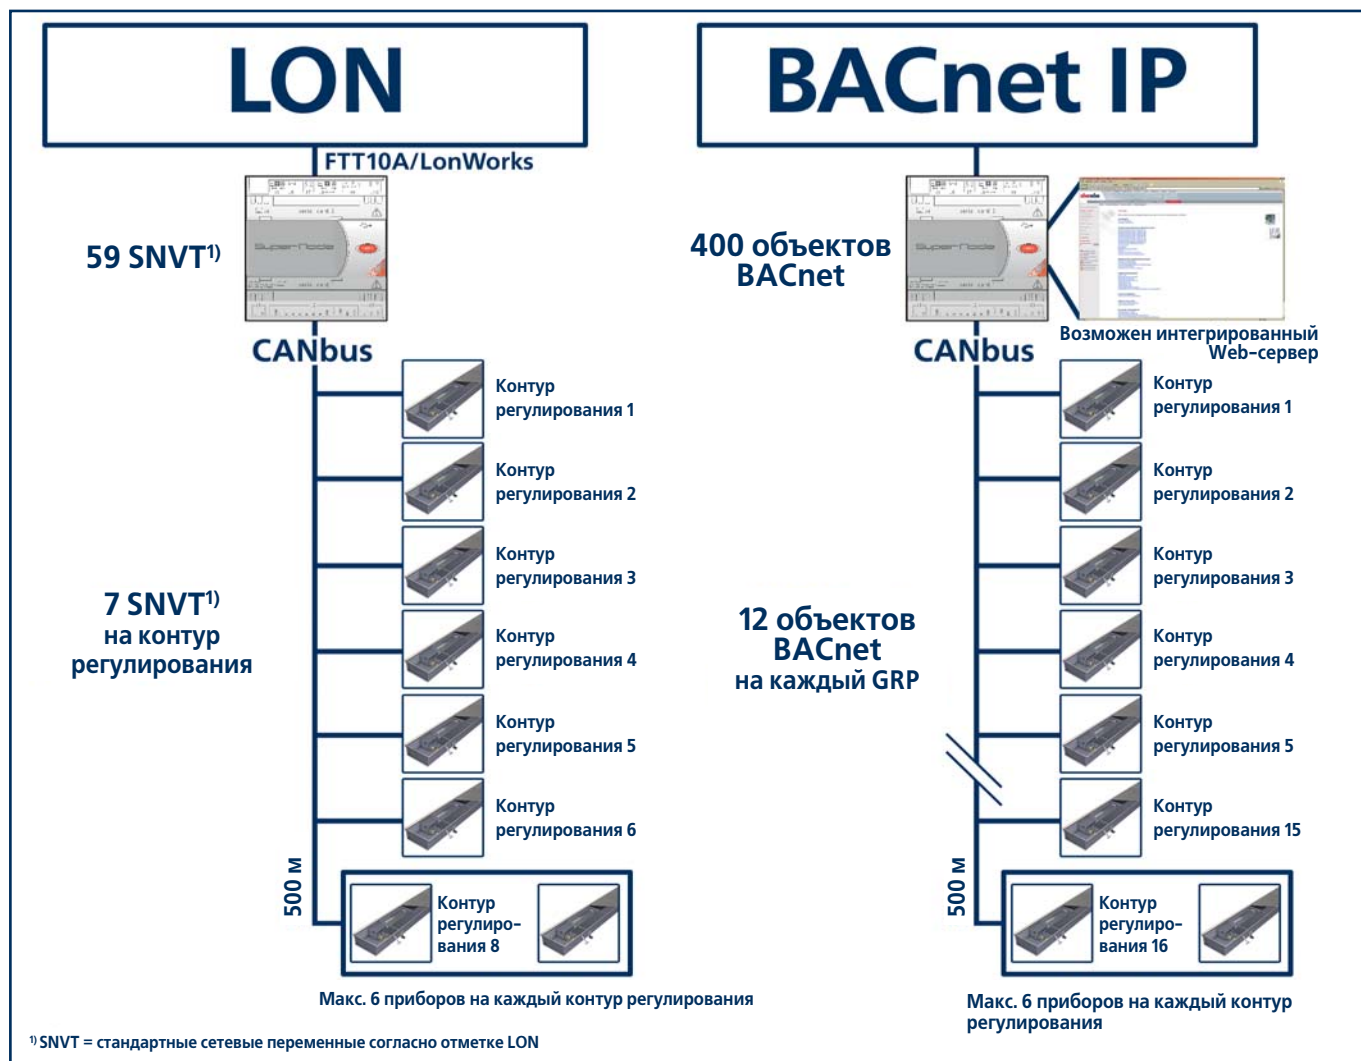 LON
FTT10A/LonWorks
SuperNode
59 SNVT¹⁾
CANbus
Контур
регулирования 1
Контур
регулирования 2
Контур
регулирования 3
7 SNVT¹⁾
на контур
регулирования
Контур
регулирования 4
Контур
регулирования 5
Контур
регулирования 6
500 м
Контур
регулиро-
вания 8
Макс. 6 приборов на каждый контур регулирования
BACnet IP
SuperNode
400 объектов
BACnet
Возможен интегрированный
Web-сервер
CANbus
Контур
регулирования 1
Контур
регулирования 2
Контур
регулирования 3
12 объектов
BACnet
на каждый GRP
Контур
регулирования 4
Контур
регулирования 5
Контур
регулирования 15
500 м
Контур
регулиро-
вания 16
Макс. 6 приборов на каждый контур
регулирования
¹⁾ SNVT = стандартные сетевые переменные согласно отметке LON